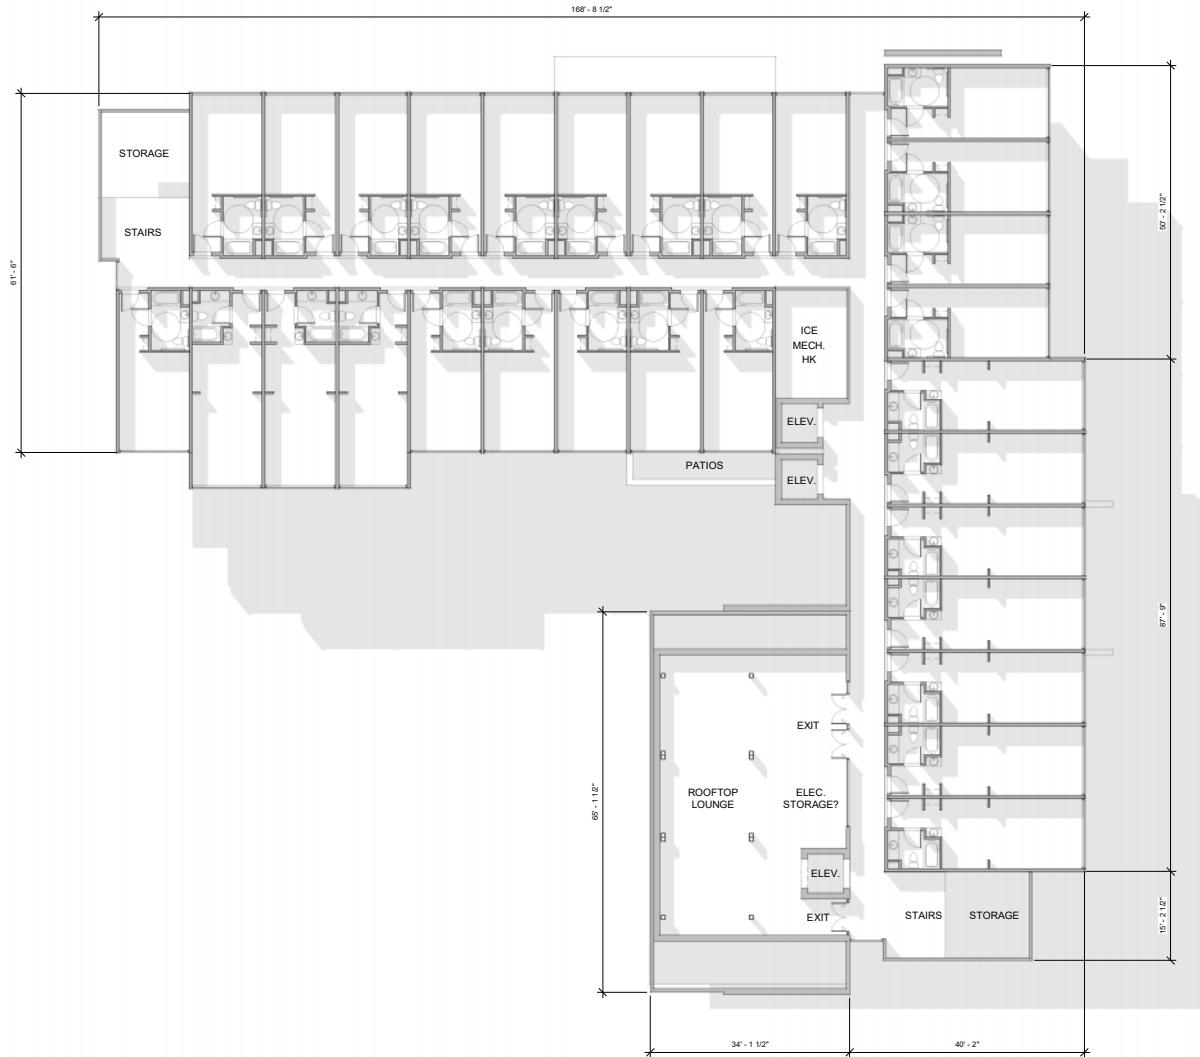 168' - 8 1/2"
STORAGE
STAIRS
61' - 6"
50' - 2 1/2"
ICE
MECH.
HK
ELEV.
PATIOS
ELEV.
87' - 9"
65' - 1 1/2"
EXIT
ROOFTOP
LOUNGE
ELEC.
STORAGE?
ELEV.
EXIT
STAIRS
STORAGE
15' - 2 1/2"
34' - 1 1/2"
40' - 2"